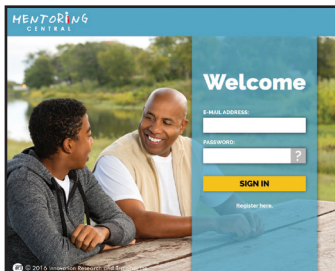 MENTORING
CENTRAL
Welcome
E-MAIL ADDRESS:
PASSWORD:
?
SIGN IN
Register here.
© 2016 Innovation Research and Training